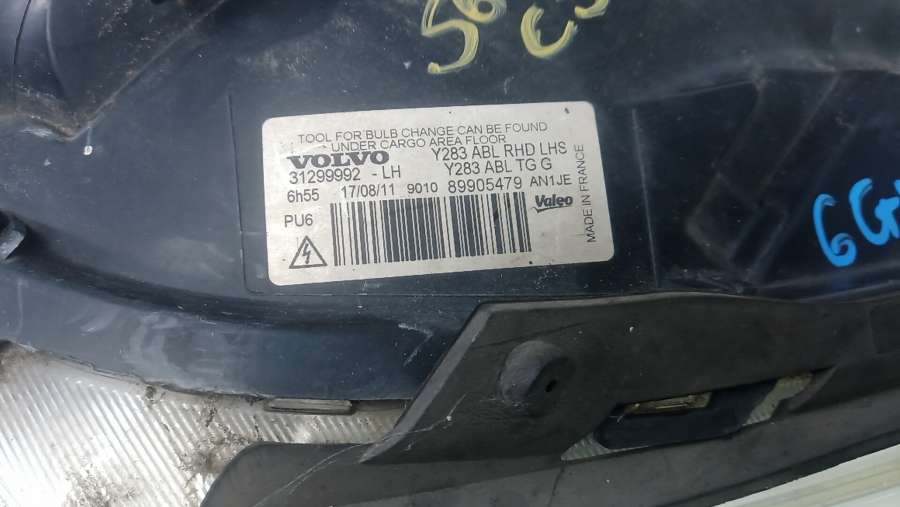 TOOL FOR BULB CHANGE CAN BE FOUND
UNDER CARGO AREA FLOOR
VOLVO Y283 ABL RHD LHS
31299992 - LH Y283 ABL TG G
6h55 17/08/11 9010 89905479 AN1JE
PU6
Valeo
MADE IN FRANCE